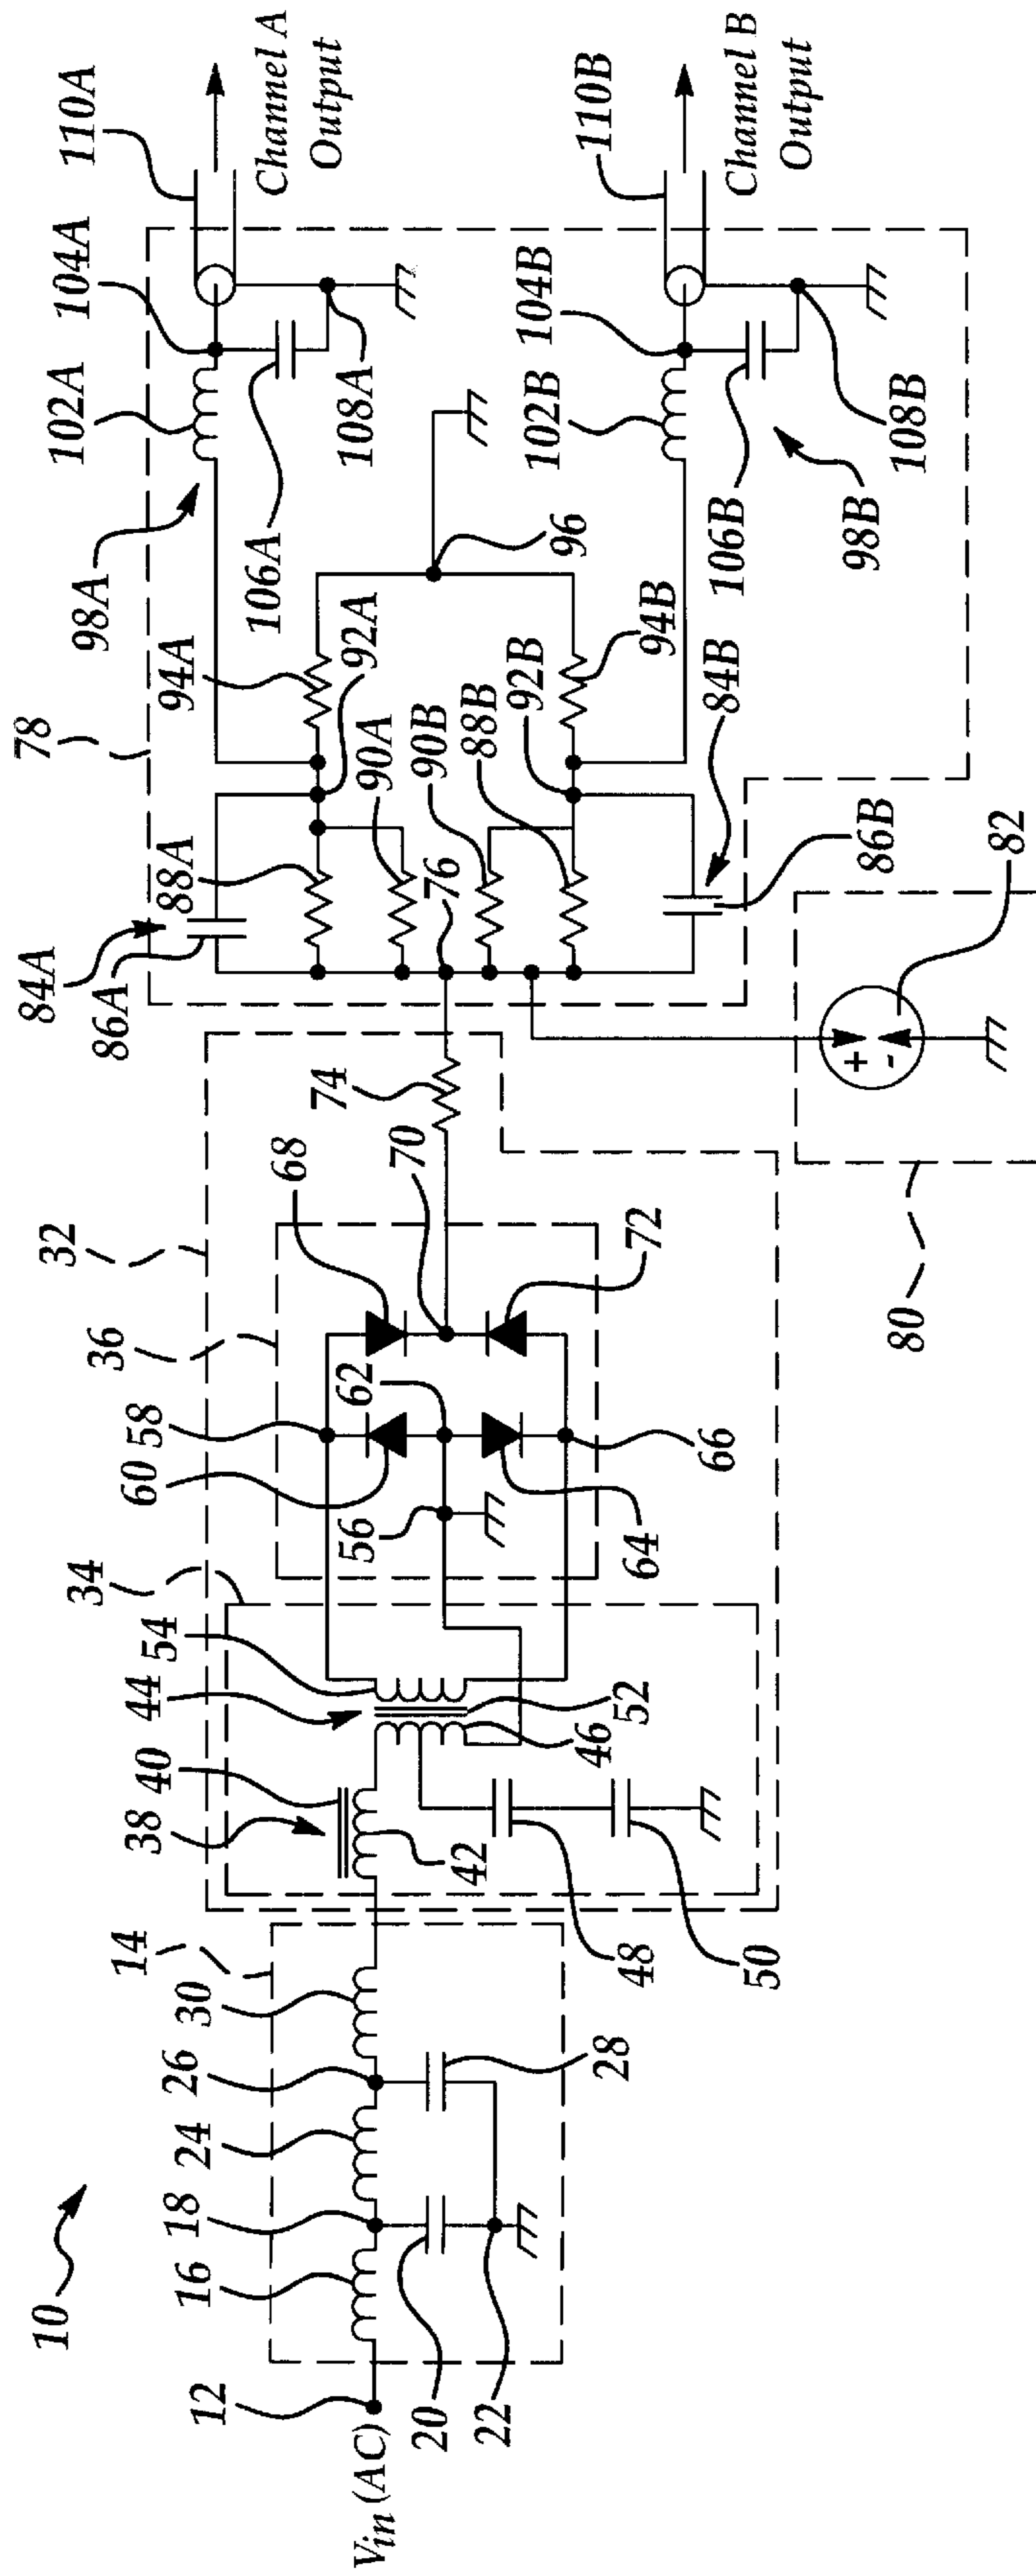 10
V_in (AC)
12
14
16
18
20
22
24
26
28
30
32
34
36
38
40
42
44
46
48
50
52
54
56
58
60
62
64
66
68
70
72
74
76
78
80
82
+
-
84A
86A
88A
90A
92A
94A
96
98A
102A
104A
106A
108A
110A
Channel A
Output
84B
86B
88B
90B
92B
94B
98B
102B
104B
106B
108B
110B
Channel B
Output